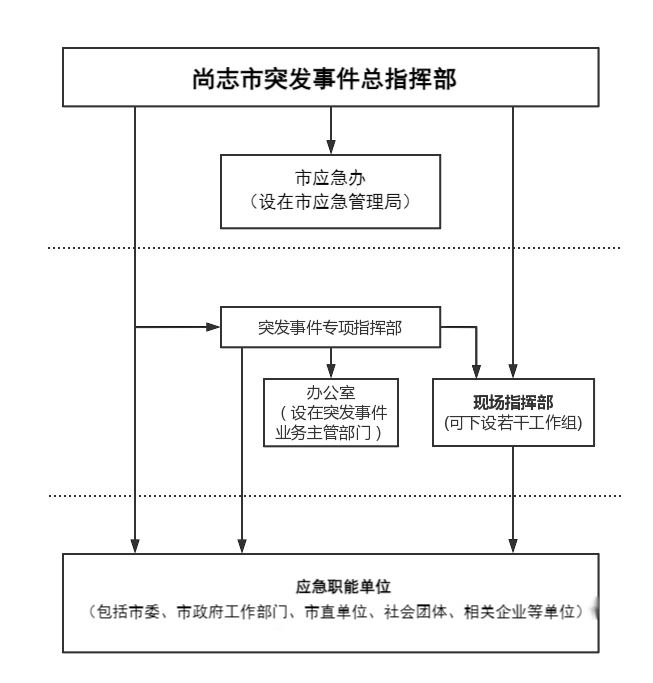 尚志市突发事件总指挥部
市应急办
（设在市应急管理局）
突发事件专项指挥部
办公室
（设在突发事件
业务主管部门）
现场指挥部
(可下设若干工作组)
应急职能单位
（包括市委、市政府工作部门、市直单位、社会团体、相关企业等单位）